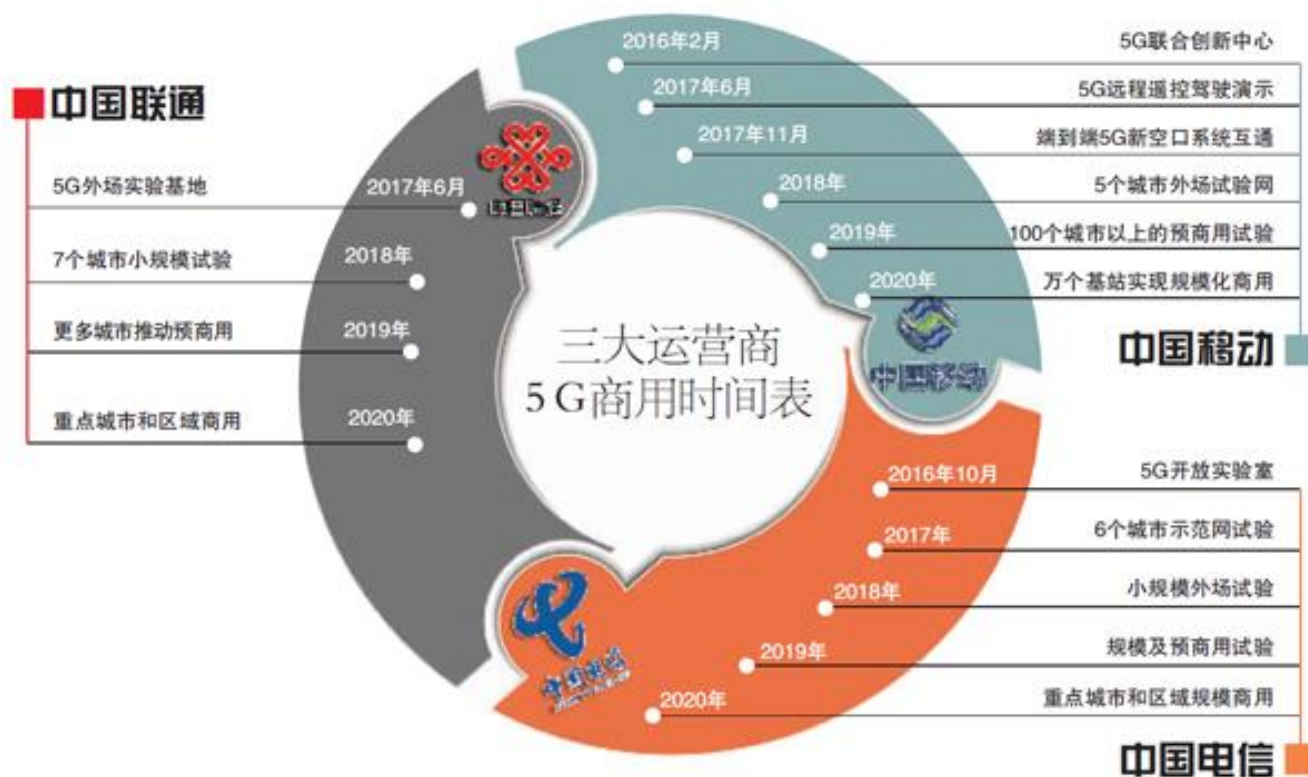 中国联通
5G外场实验基地
2017年6月
7个城市小规模试验
2018年
更多城市推动预商用
2019年
重点城市和区域商用
2020年
中国联通
三大运营商
5G商用时间表
2016年2月
5G联合创新中心
2017年6月
5G远程遥控驾驶演示
2017年11月
端到端5G新空口系统互通
2018年
5个城市外场试验网
2019年
100个城市以上的预商用试验
2020年
万个基站实现规模化商用
中国移动
中国移动
2016年10月
5G开放实验室
2017年
6个城市示范网试验
2018年
小规模外场试验
2019年
规模及预商用试验
2020年
重点城市和区域规模商用
中国电信
中国电信